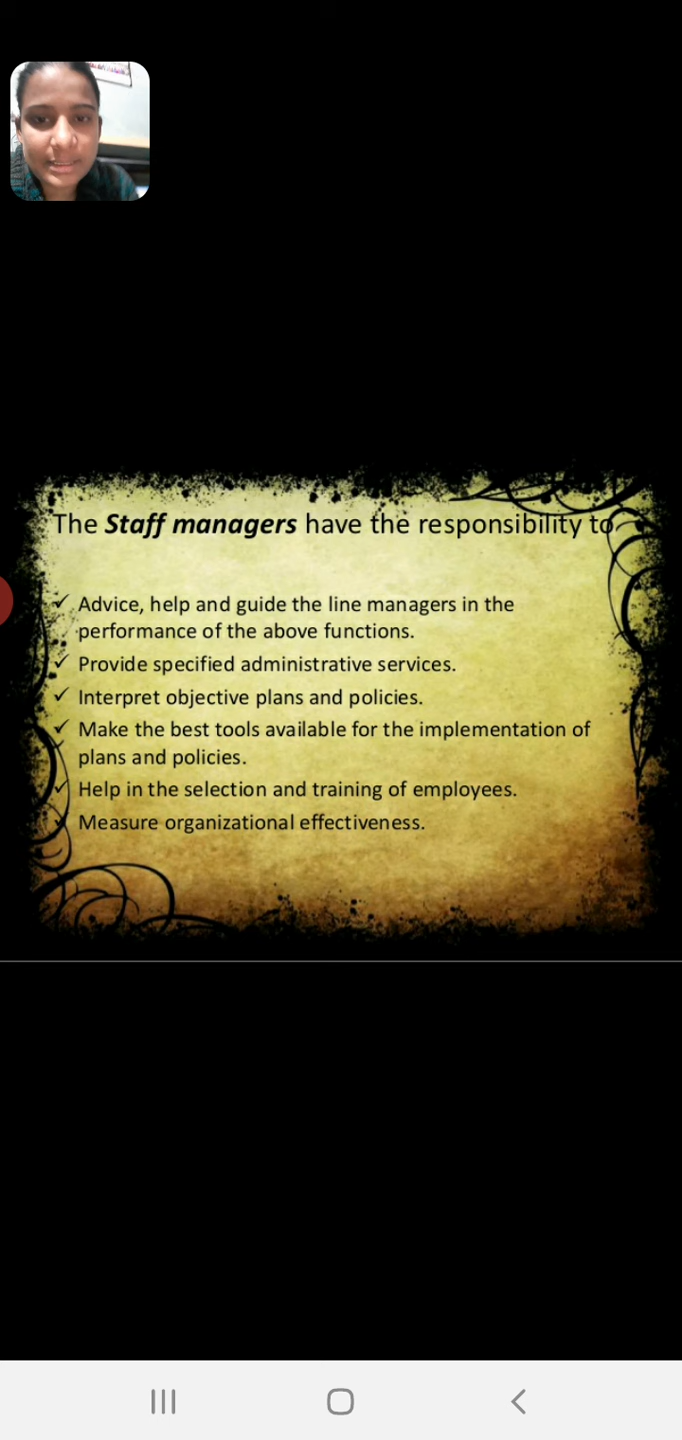 The Staff managers have the responsibility to
✓ Advice, help and guide the line managers in the
performance of the above functions.
✓ Provide specified administrative services.
✓ Interpret objective plans and policies.
✓ Make the best tools available for the implementation of
plans and policies.
✓ Help in the selection and training of employees.
✓ Measure organizational effectiveness.